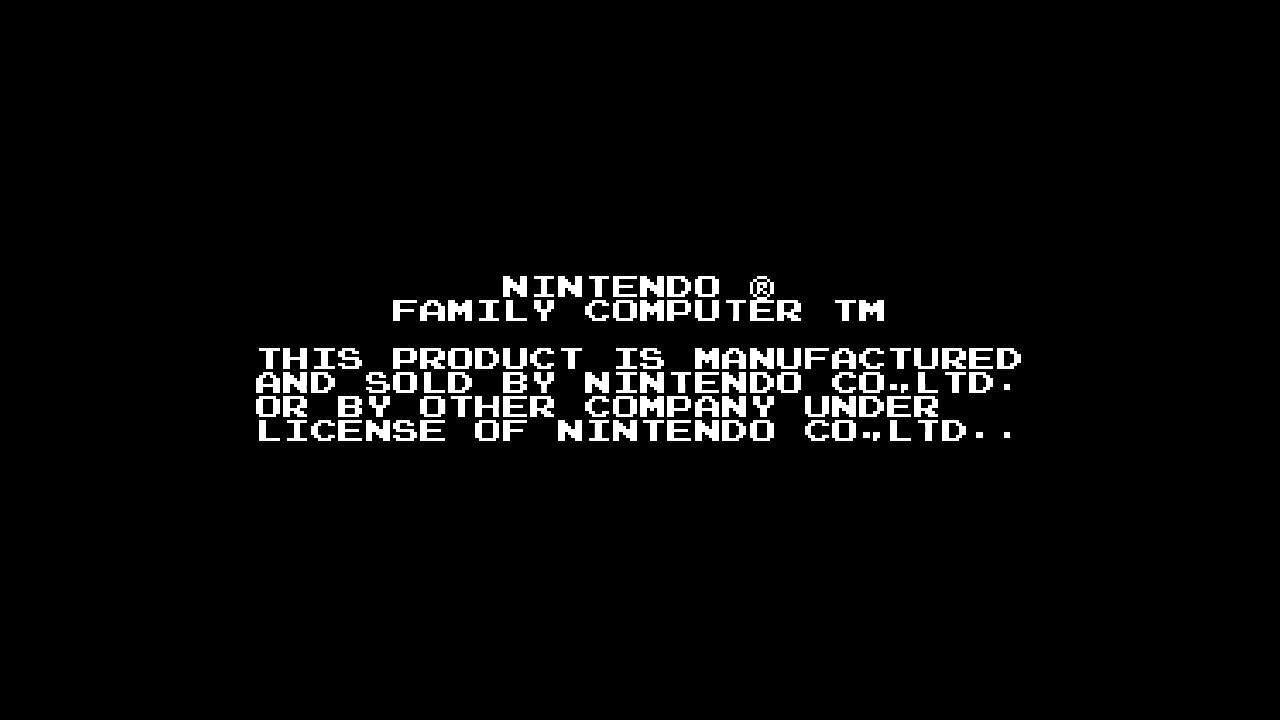 NINTENDO ®
FAMILY COMPUTER TM
THIS PRODUCT IS MANUFACTURED
AND SOLD BY NINTENDO CO.,LTD.
OR BY OTHER COMPANY UNDER
LICENSE OF NINTENDO CO.,LTD..